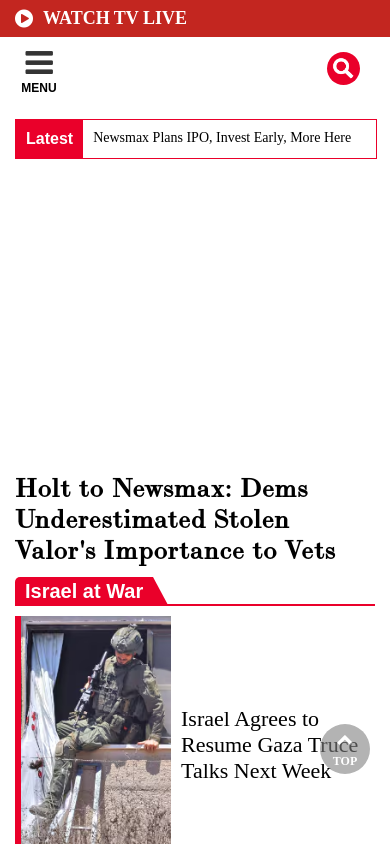 WATCH TV LIVE
MENU
Latest
Newsmax Plans IPO, Invest Early, More Here
Holt to Newsmax: Dems
Underestimated Stolen
Valor's Importance to Vets
Israel at War
Israel Agrees to
Resume Gaza Truce
Talks Next Week
TOP